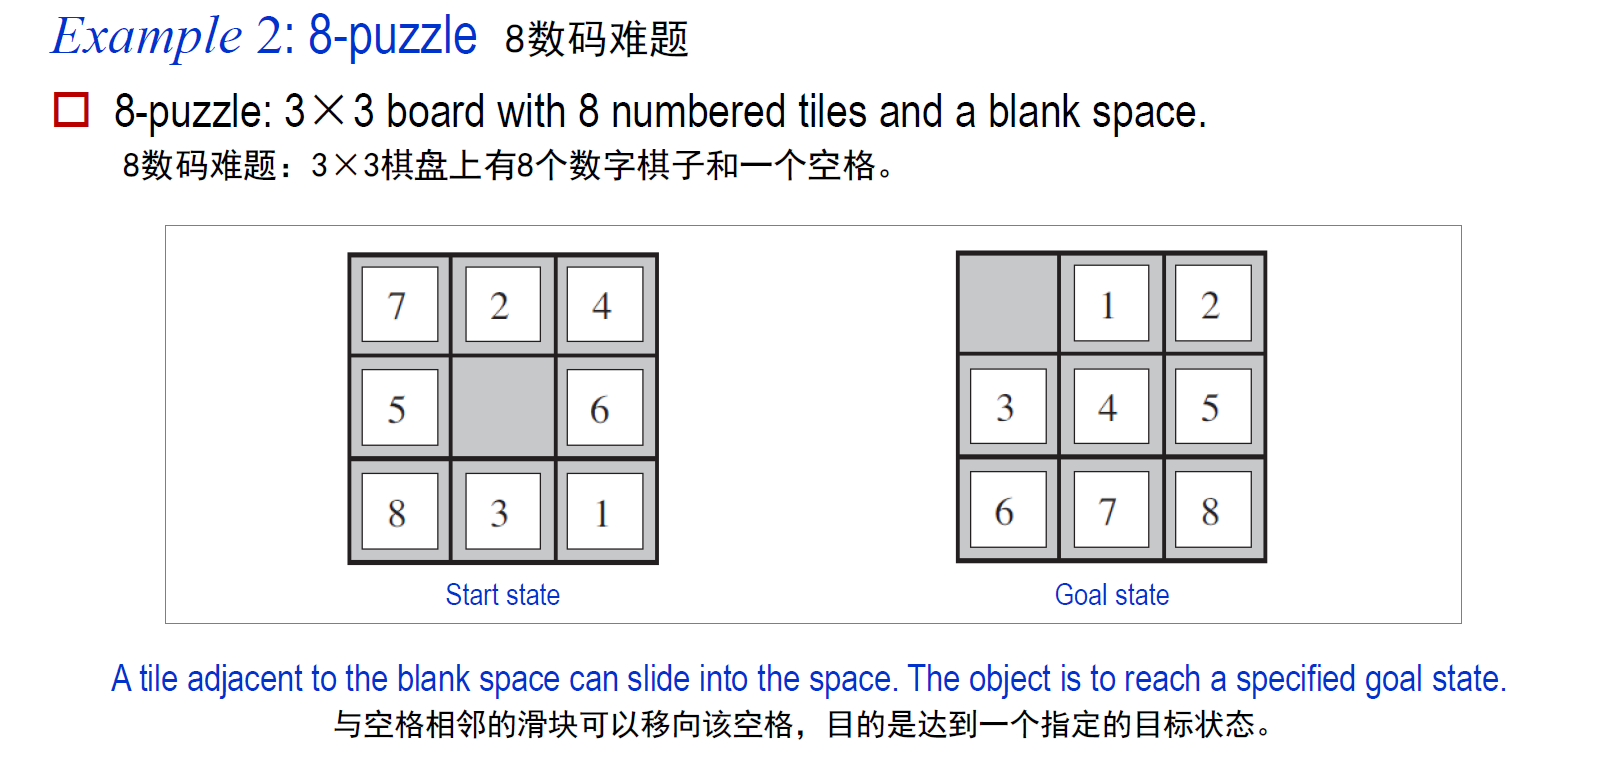 Example 2: 8-puzzle 8数码难题
8-puzzle: 3×3 board with 8 numbered tiles and a blank space.
8数码难题：3×3棋盘上有8个数字棋子和一个空格。
7 2 4
5 6
8 3 1
Start state
1 2
3 4 5
6 7 8
Goal state
A tile adjacent to the blank space can slide into the space. The object is to reach a specified goal state.
与空格相邻的滑块可以移向该空格，目的是达到一个指定的目标状态。